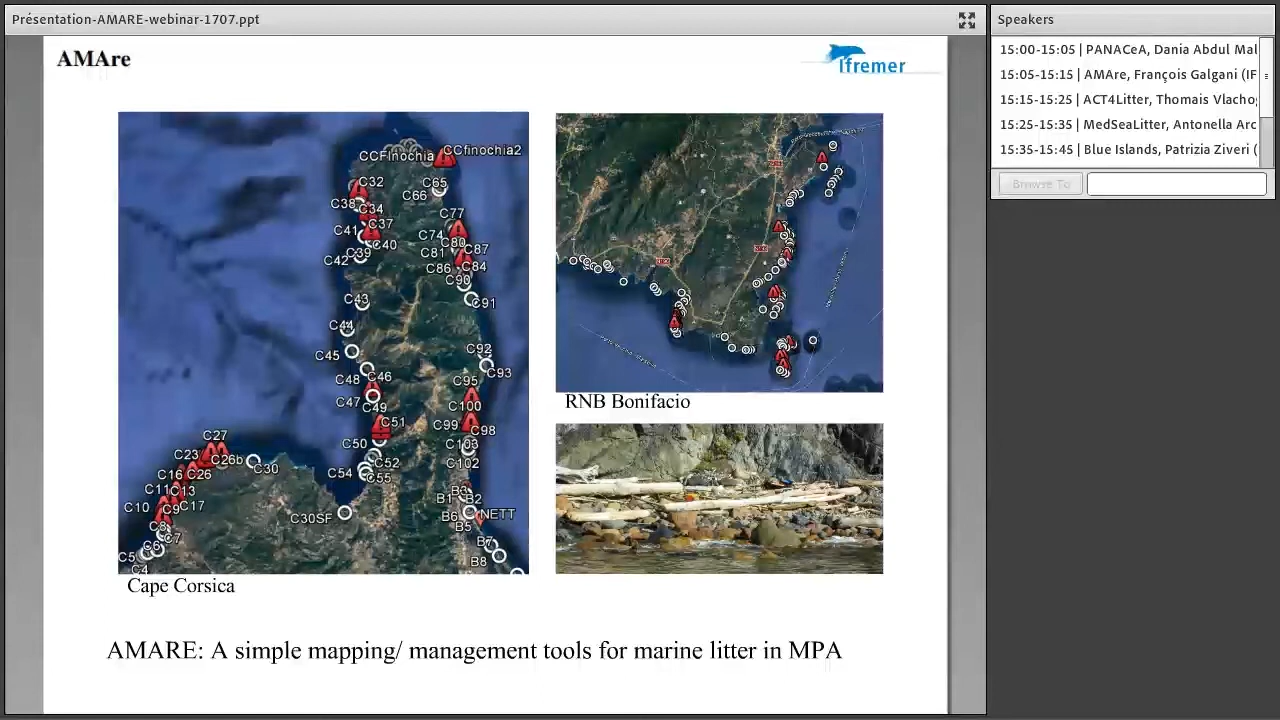 Présentation-AMARE-webinar-1707.ppt
AMAre
Ifremer
CCFinochia
CCfinochia2
C32
C65
C66
C38
C34
C77
C41
C37
C40
C74
C80
C87
C39
C81
C42
C86
C84
C90
C43
C91
C44
C45
C92
C93
C48
C46
C95
C47
C49
C100
C51
C99
C98
C27
C50
C103
C23
C26b
C30
C52
C102
C16
C26
C54
C55
C11
C13
B3
B1
B2
C10
C9
C17
C30SF
B6
NETT
C8
B5
C7
C6
B7
C5
B8
C4
Cape Corsica
RNB Bonifacio
AMARE: A simple mapping/ management tools for marine litter in MPA
Speakers
15:00-15:05 | PANACeA, Dania Abdul Mal
15:05-15:15 | AMAre, François Galgani (IF
15:15-15:25 | ACT4Litter, Thomais Vlacho
15:25-15:35 | MedSeaLitter, Antonella Arc
15:35-15:45 | Blue Islands, Patrizia Ziveri (
Browse To